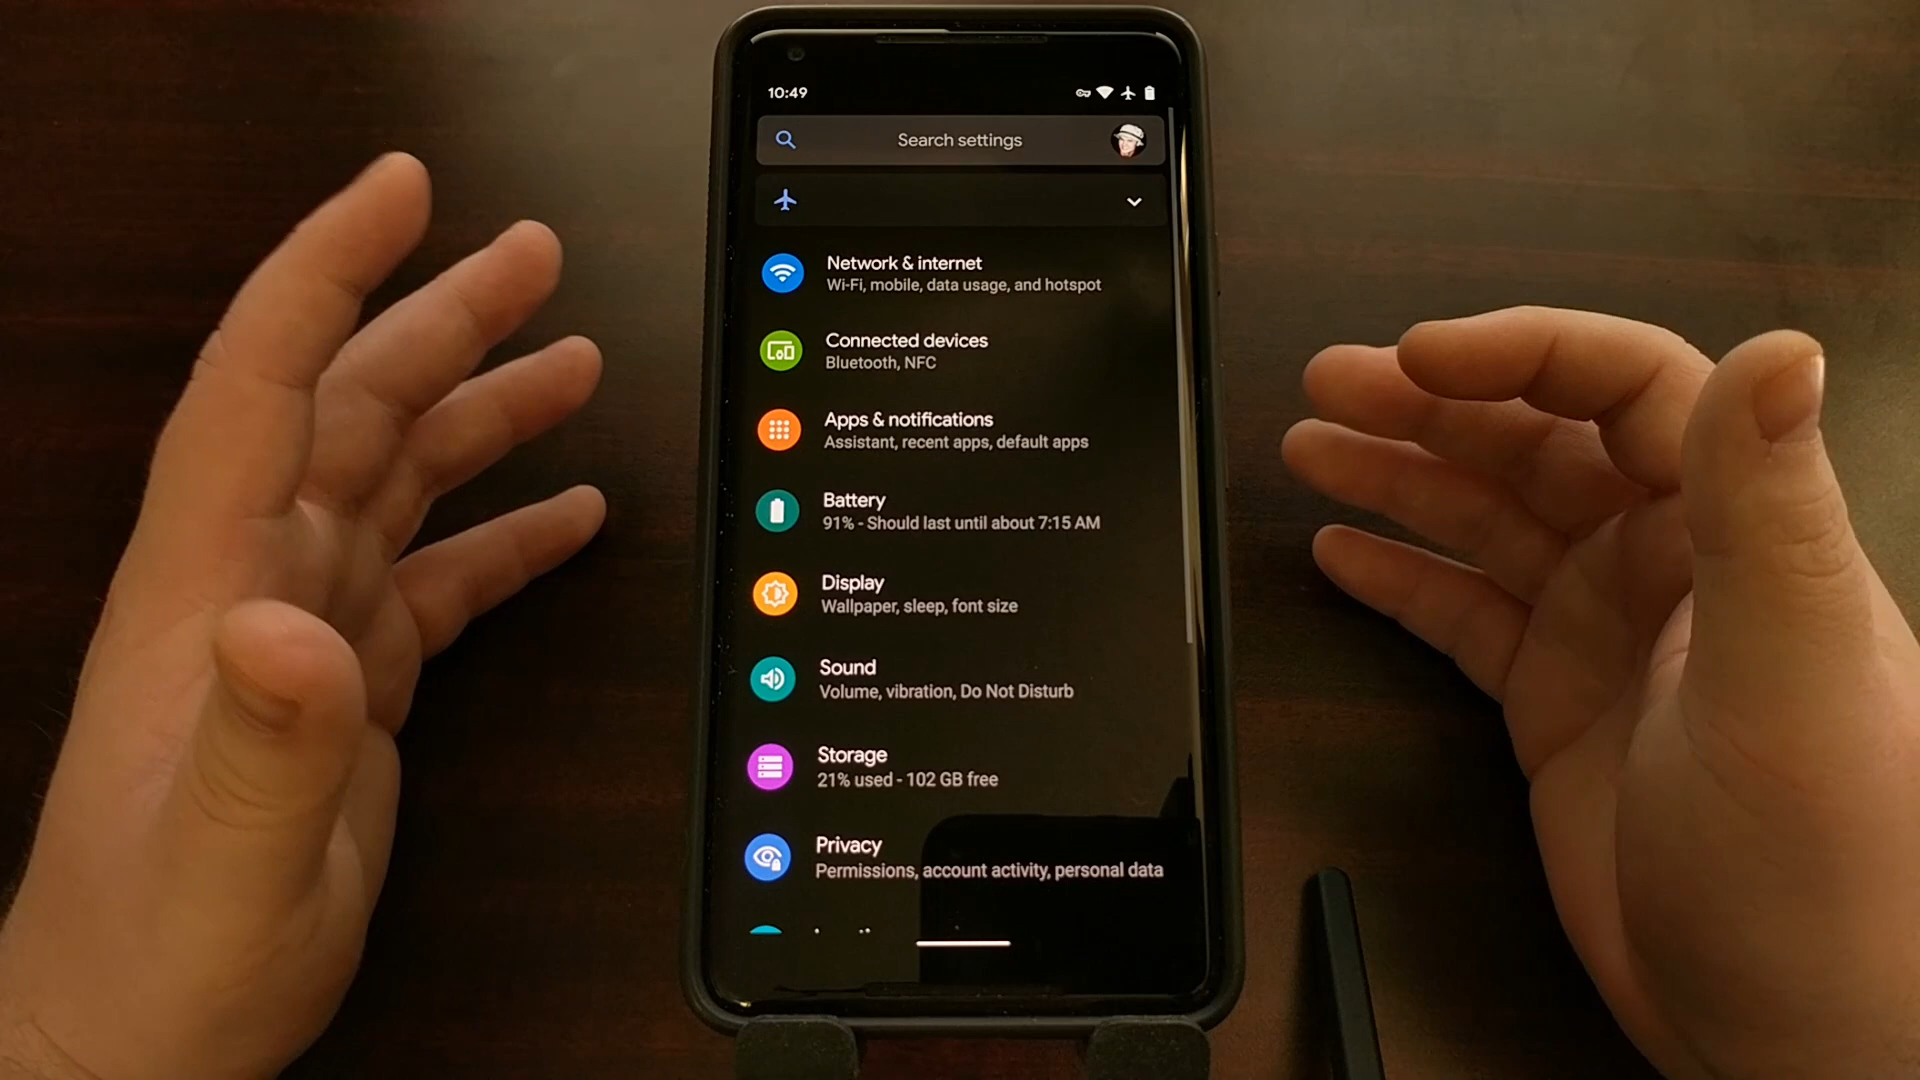 10:49
Search settings
Network & internet
Wi-Fi, mobile, data usage, and hotspot
Connected devices
Bluetooth, NFC
Apps & notifications
Assistant, recent apps, default apps
Battery
91% - Should last until about 7:15 AM
Display
Wallpaper, sleep, font size
Sound
Volume, vibration, Do Not Disturb
Storage
21% used - 102 GB free
Privacy
Permissions, account activity, personal data